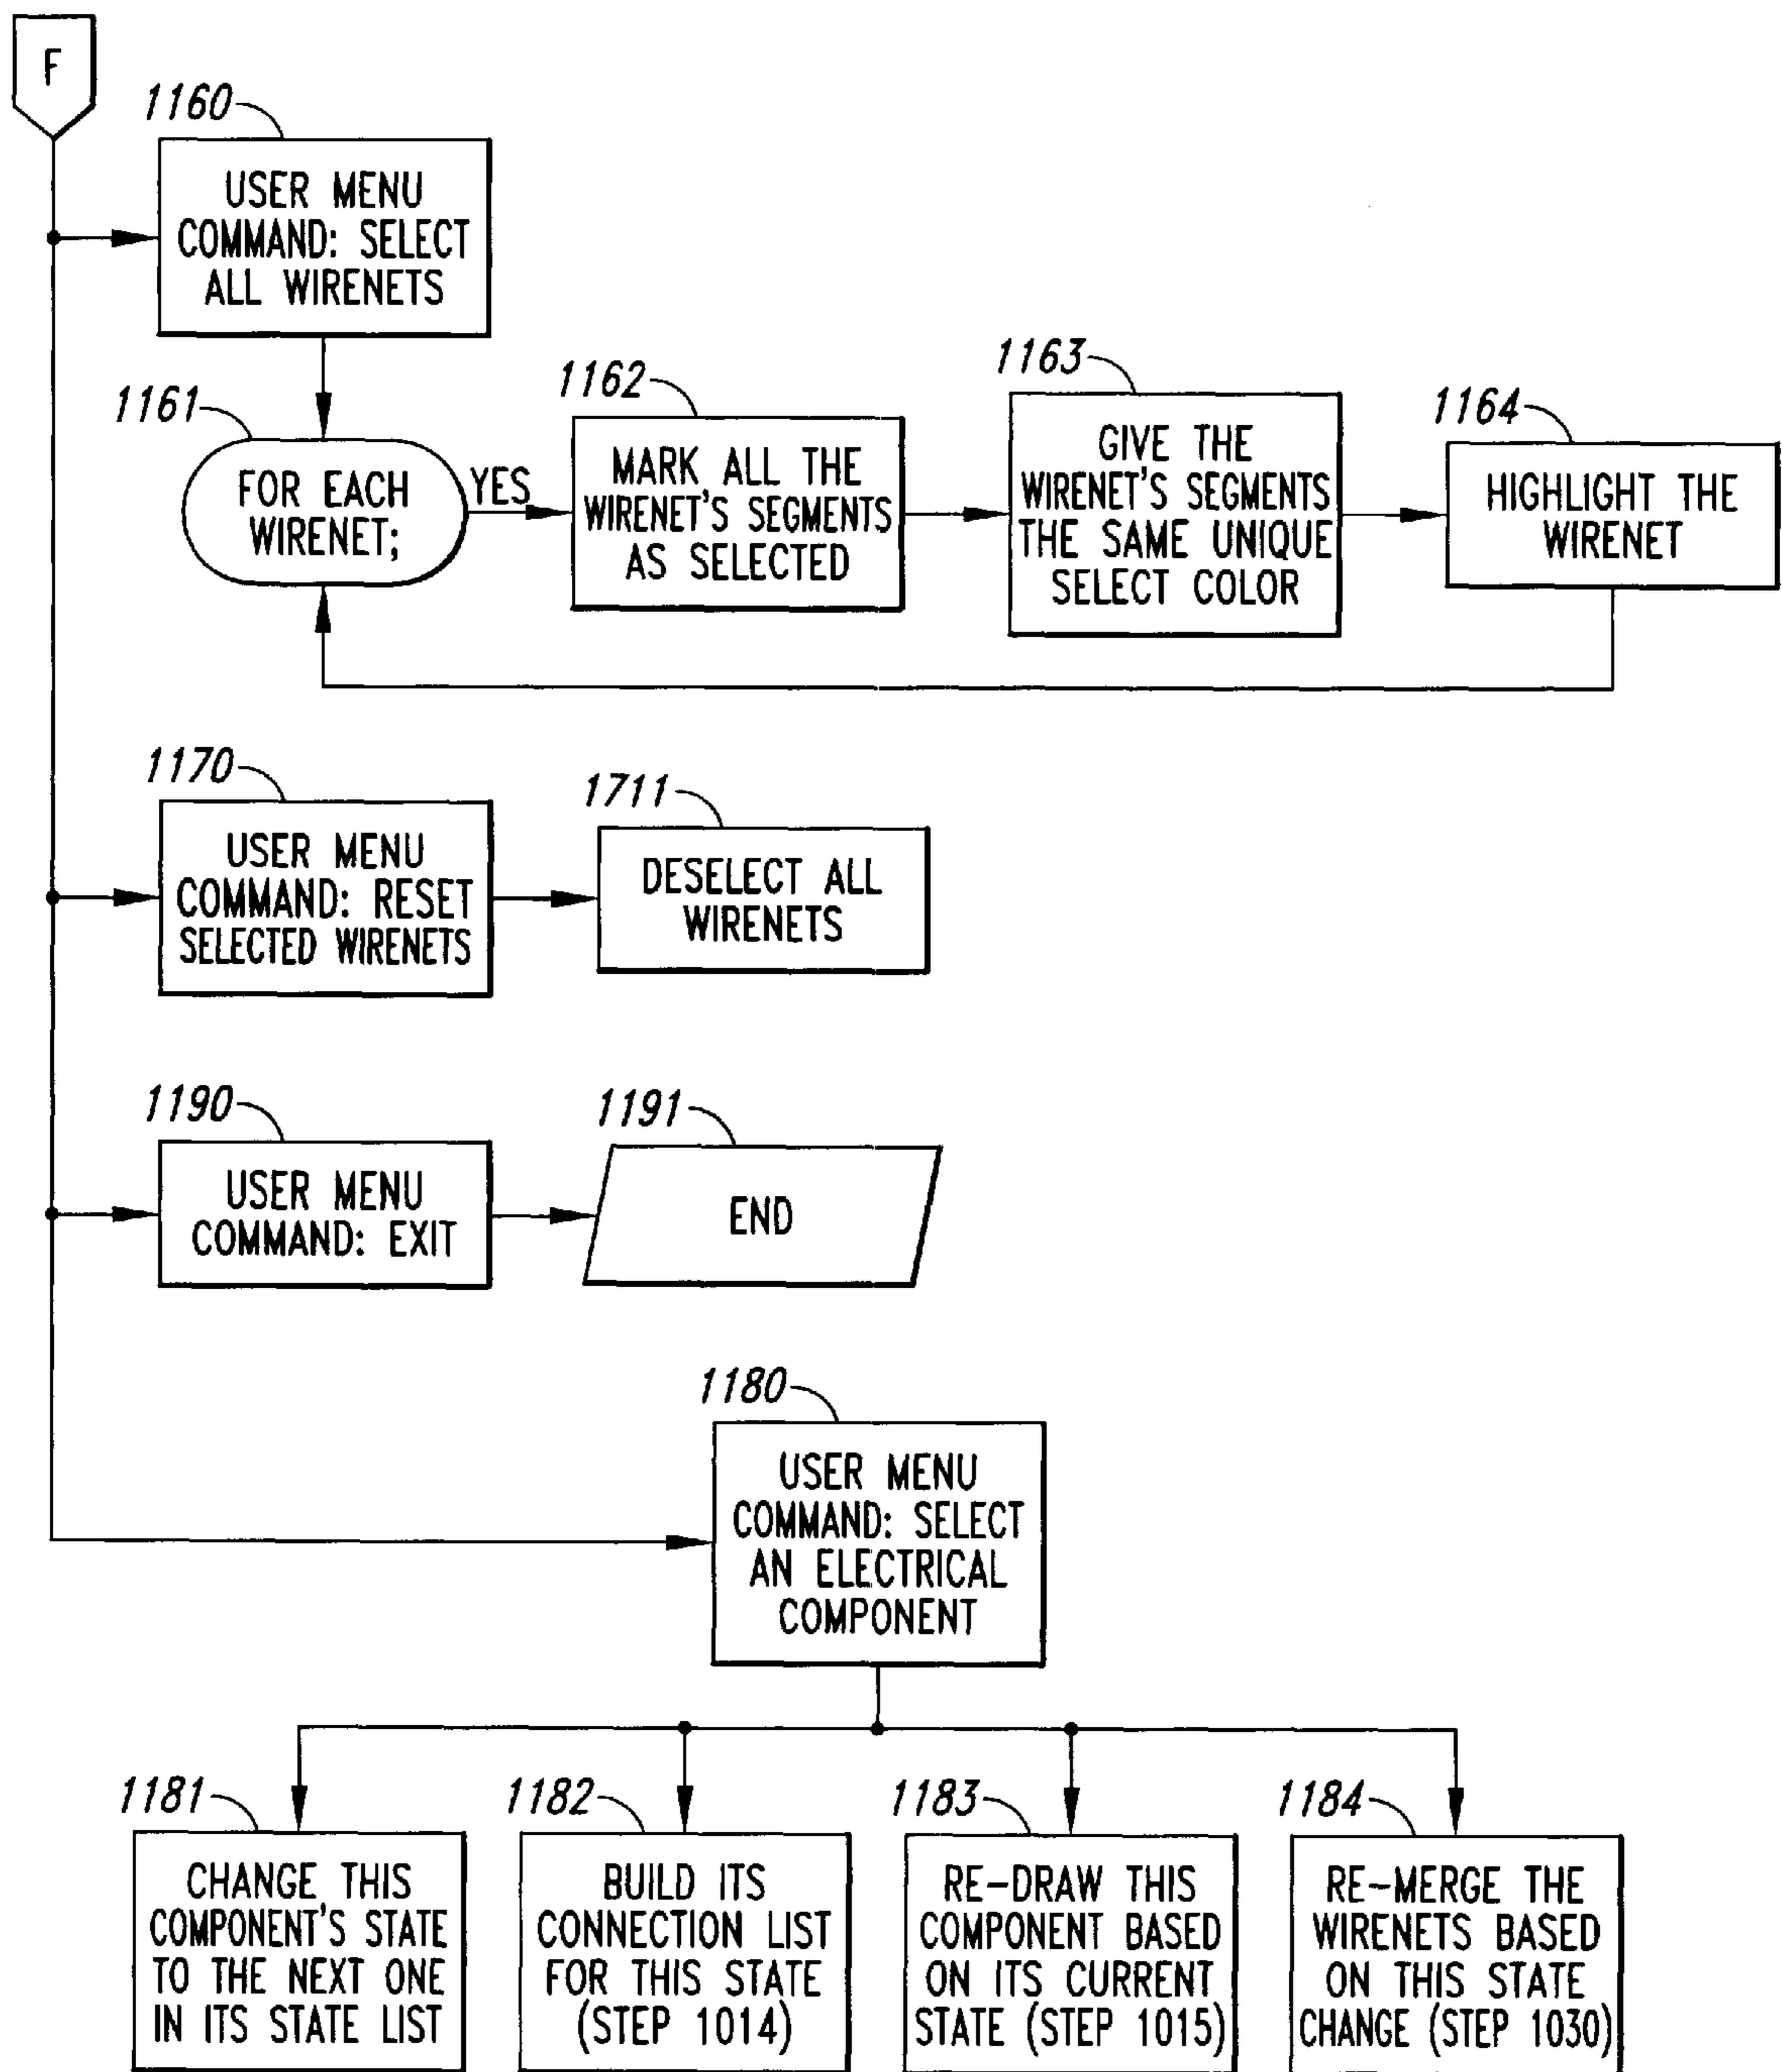 F
1160
USER MENU
COMMAND: SELECT
ALL WIRENETS
1161
FOR EACH
WIRENET;
YES
1162
MARK ALL THE
WIRENET'S SEGMENTS
AS SELECTED
1163
GIVE THE
WIRENET'S SEGMENTS
THE SAME UNIQUE
SELECT COLOR
1164
HIGHLIGHT THE
WIRENET
1170
USER MENU
COMMAND: RESET
SELECTED WIRENETS
1711
DESELECT ALL
WIRENETS
1190
USER MENU
COMMAND: EXIT
1191
END
1180
USER MENU
COMMAND: SELECT
AN ELECTRICAL
COMPONENT
1181
CHANGE THIS
COMPONENT'S STATE
TO THE NEXT ONE
IN ITS STATE LIST
1182
BUILD ITS
CONNECTION LIST
FOR THIS STATE
(STEP 1014)
1183
RE-DRAW THIS
COMPONENT BASED
ON ITS CURRENT
STATE (STEP 1015)
1184
RE-MERGE THE
WIRENETS BASED
ON THIS STATE
CHANGE (STEP 1030)